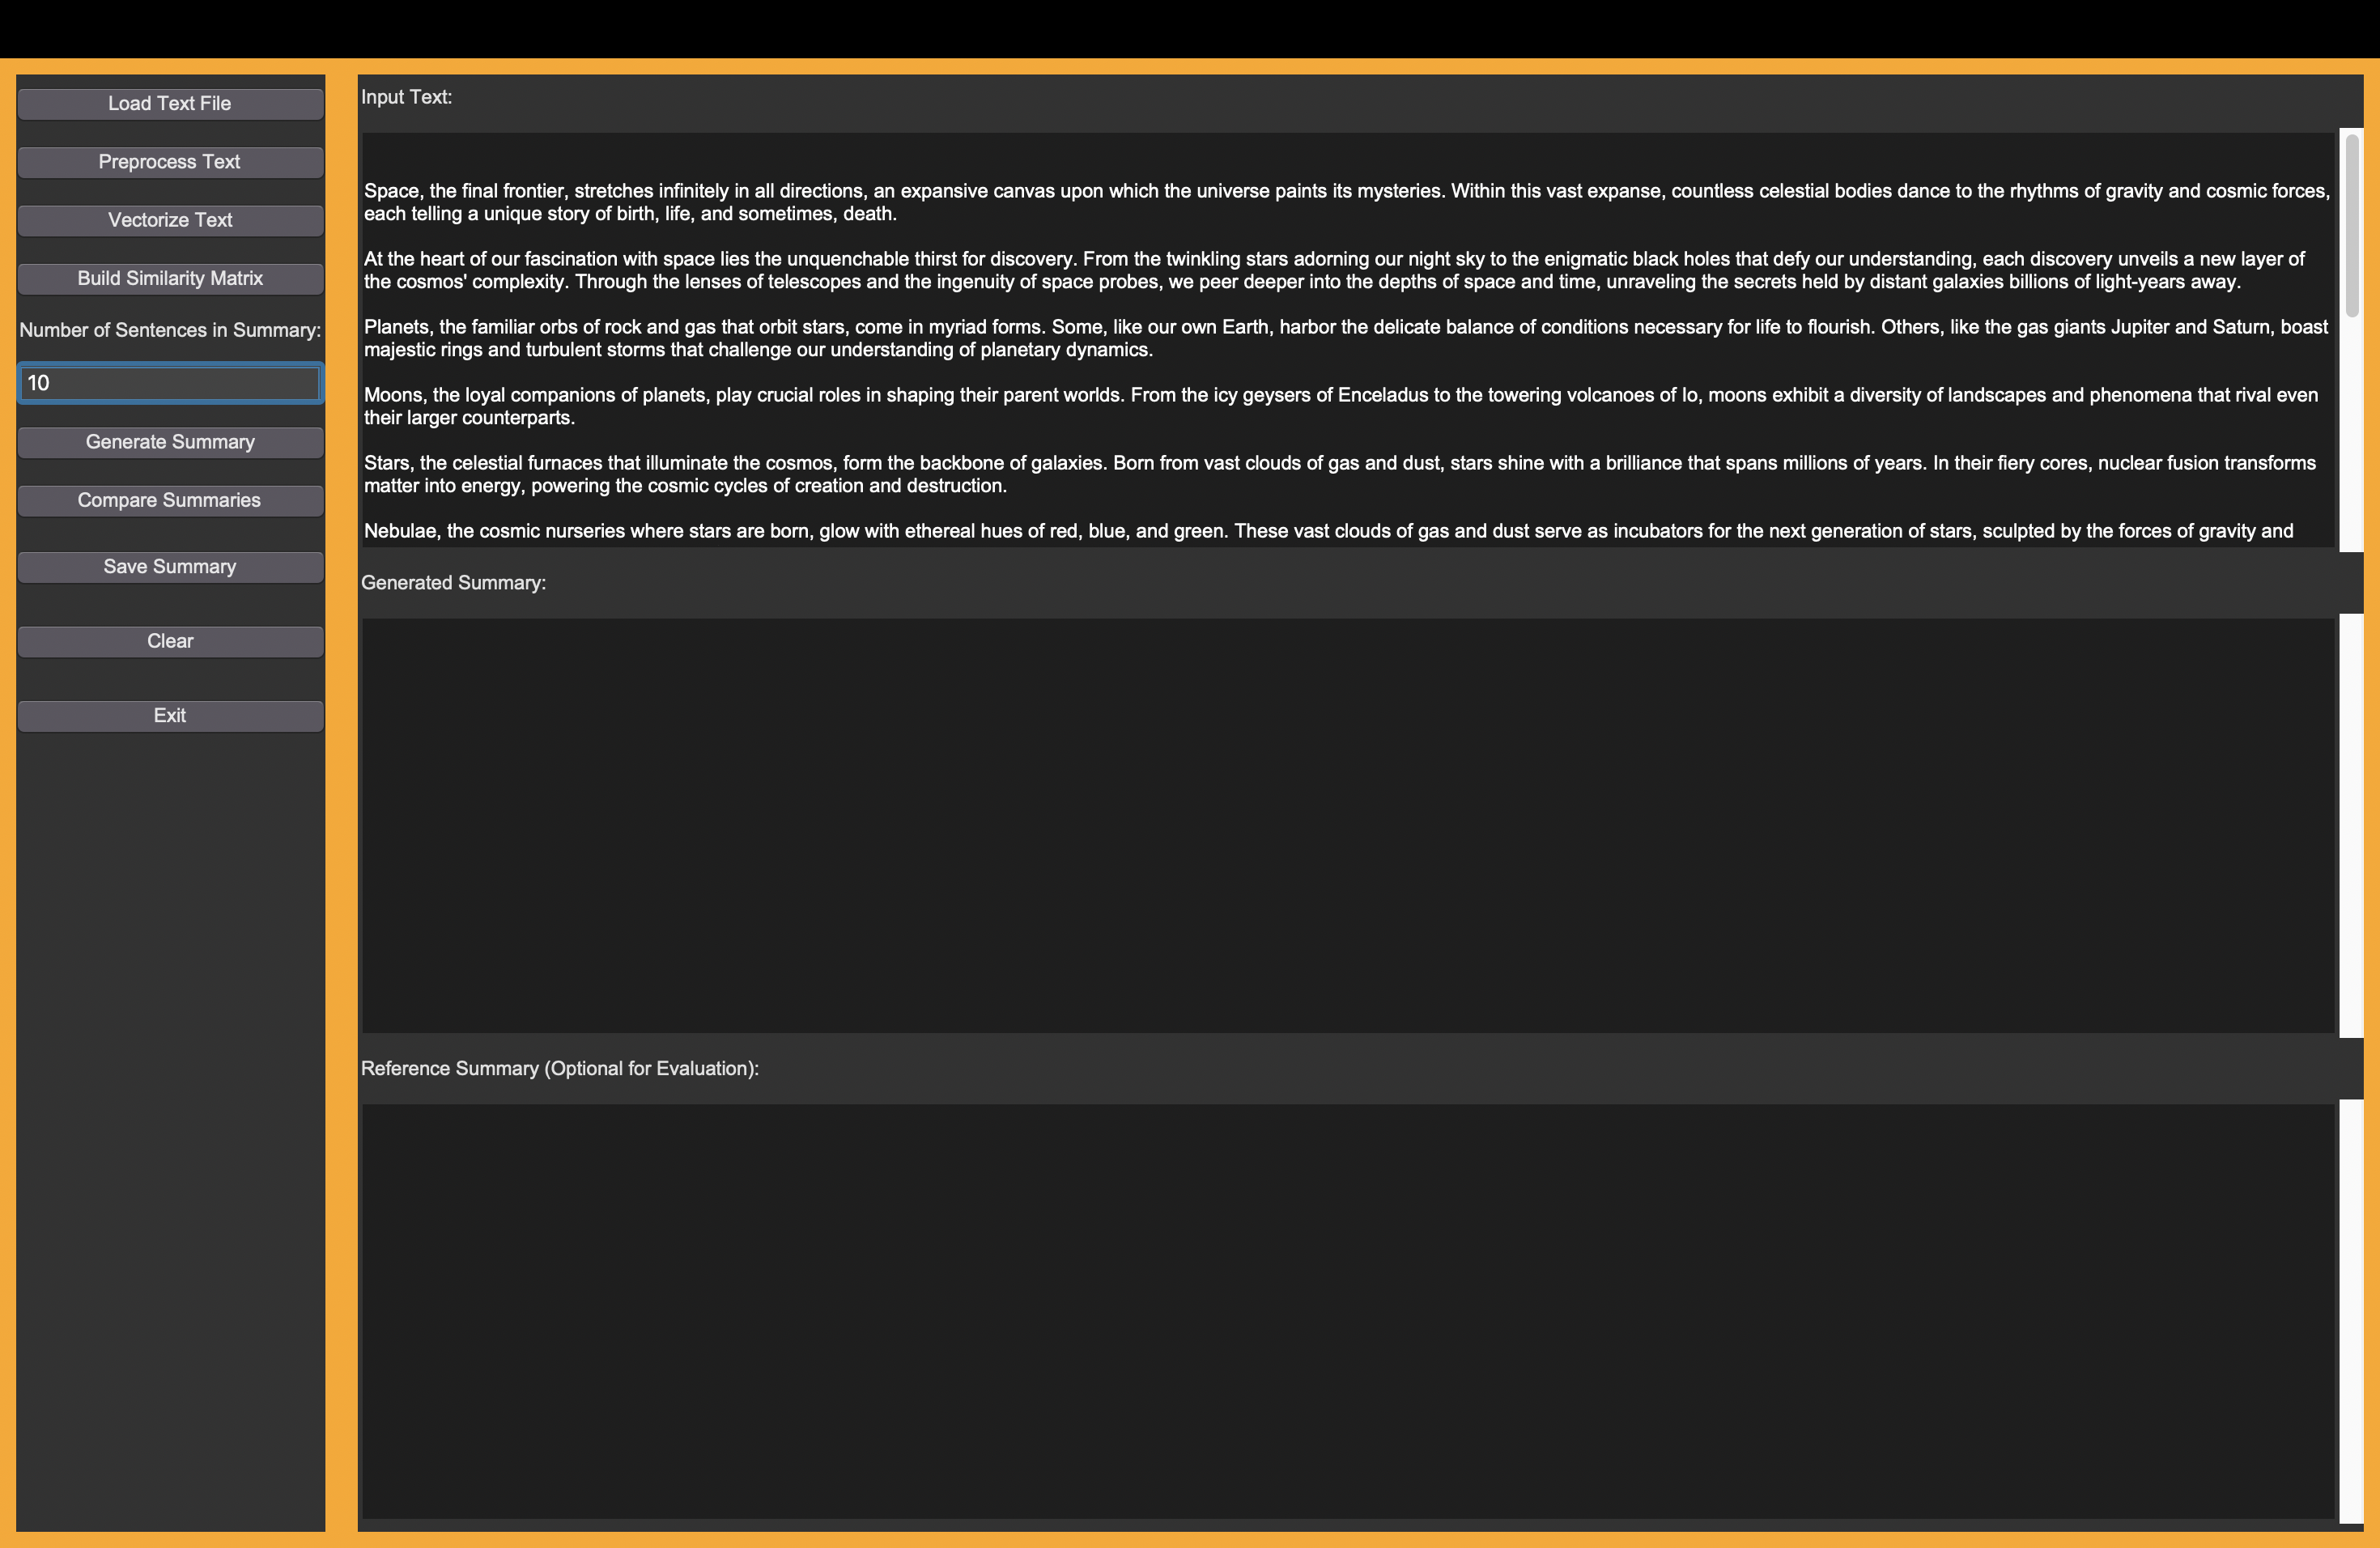 Load Text File
Preprocess Text
Vectorize Text
Build Similarity Matrix
Number of Sentences in Summary:
10
Generate Summary
Compare Summaries
Save Summary
Clear
Exit
Input Text:
Space, the final frontier, stretches infinitely in all directions, an expansive canvas upon which the universe paints its mysteries. Within this vast expanse, countless celestial bodies dance to the rhythms of gravity and cosmic forces,
each telling a unique story of birth, life, and sometimes, death.
At the heart of our fascination with space lies the unquenchable thirst for discovery. From the twinkling stars adorning our night sky to the enigmatic black holes that defy our understanding, each discovery unveils a new layer of
the cosmos' complexity. Through the lenses of telescopes and the ingenuity of space probes, we peer deeper into the depths of space and time, unraveling the secrets held by distant galaxies billions of light-years away.
Planets, the familiar orbs of rock and gas that orbit stars, come in myriad forms. Some, like our own Earth, harbor the delicate balance of conditions necessary for life to flourish. Others, like the gas giants Jupiter and Saturn, boast
majestic rings and turbulent storms that challenge our understanding of planetary dynamics.
Moons, the loyal companions of planets, play crucial roles in shaping their parent worlds. From the icy geysers of Enceladus to the towering volcanoes of Io, moons exhibit a diversity of landscapes and phenomena that rival even
their larger counterparts.
Stars, the celestial furnaces that illuminate the cosmos, form the backbone of galaxies. Born from vast clouds of gas and dust, stars shine with a brilliance that spans millions of years. In their fiery cores, nuclear fusion transforms
matter into energy, powering the cosmic cycles of creation and destruction.
Nebulae, the cosmic nurseries where stars are born, glow with ethereal hues of red, blue, and green. These vast clouds of gas and dust serve as incubators for the next generation of stars, sculpted by the forces of gravity and
Generated Summary:
Reference Summary (Optional for Evaluation):